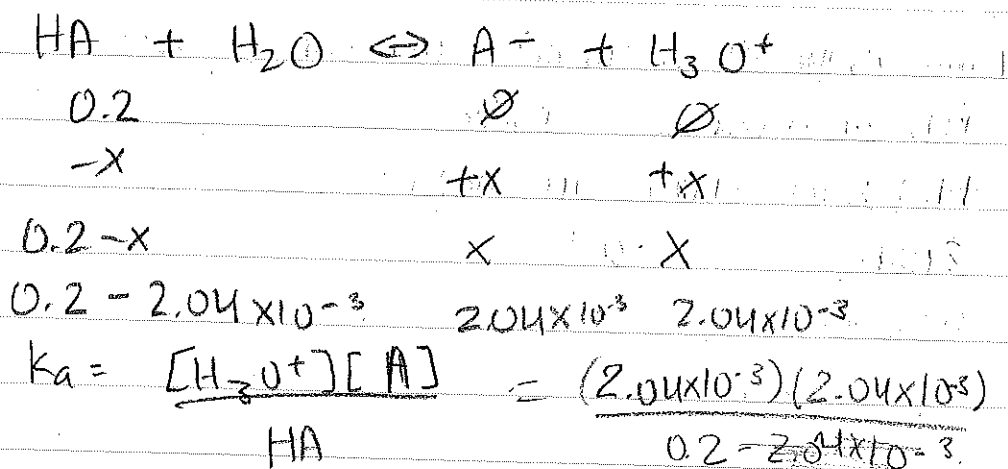 HA + H₂O ⇔ A⁻ + H₃O⁺
0.2 Ø Ø
-x +x +x
0.2-x x x
0.2 - 2.04x10⁻³ 2.04x10⁻³ 2.04x10⁻³
Ka = [H₃O⁺][A] / HA = (2.04x10⁻³)(2.04x10⁻³) / 0.2 - 2.04x10⁻³.